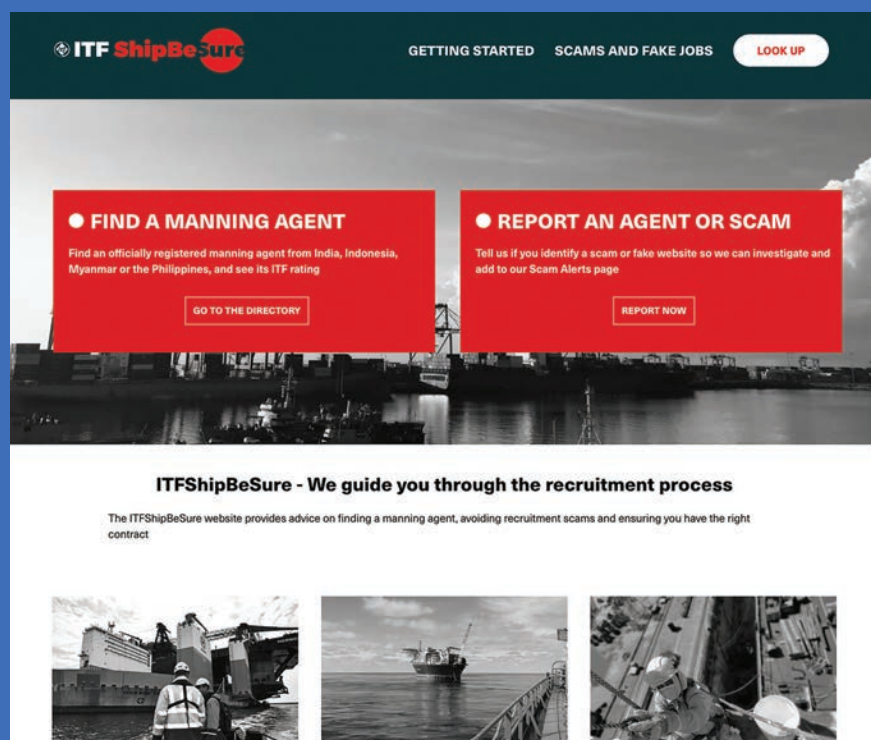 ITF ShipBeSure
GETTING STARTED
SCAMS AND FAKE JOBS
LOOK UP
FIND A MANNING AGENT
Find an officially registered manning agent from India, Indonesia,
Myanmar or the Philippines, and see its ITF rating
GO TO THE DIRECTORY
REPORT AN AGENT OR SCAM
Tell us if you identify a scam or fake website so we can investigate and
add to our Scam Alerts page
REPORT NOW
ITFShipBeSure - We guide you through the recruitment process
The ITFShipBeSure website provides advice on finding a manning agent, avoiding recruitment scams and ensuring you have the right
contract